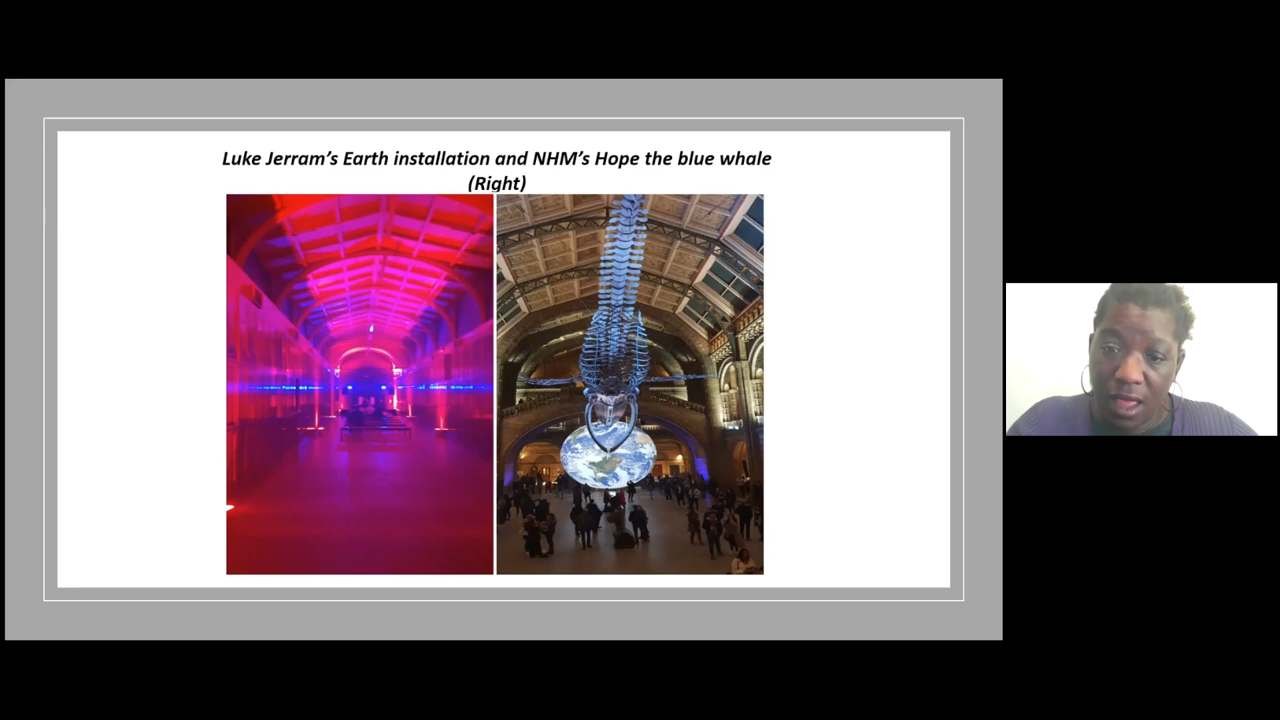 Luke Jerram’s Earth installation and NHM’s Hope the blue whale
(Right)